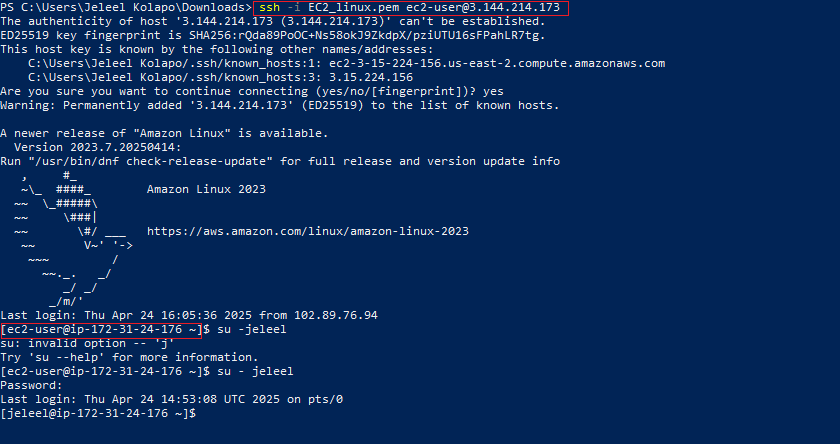 PS C:\Users\Jeleel Kolapo\Downloads> ssh -i EC2_linux.pem ec2-user@3.144.214.173
The authenticity of host '3.144.214.173 (3.144.214.173)' can't be established.
ED25519 key fingerprint is SHA256:rQda89PoOC+Ns58okJ9ZkdpX/pziUTU16sFPahLR7tg.
This host key is known by the following other names/addresses:
    C:\Users\Jeleel Kolapo/.ssh/known_hosts:1: ec2-3-15-224-156.us-east-2.compute.amazonaws.com
    C:\Users\Jeleel Kolapo/.ssh/known_hosts:3: 3.15.224.156
Are you sure you want to continue connecting (yes/no/[fingerprint])? yes
Warning: Permanently added '3.144.214.173' (ED25519) to the list of known hosts.

A newer release of "Amazon Linux" is available.
  Version 2023.7.20250414:
Run "/usr/bin/dnf check-release-update" for full release and version update info
   ,     #_
   ~\_  ####_        Amazon Linux 2023
  ~~  \_#####\
  ~~     \###|
  ~~       \#/ ___   https://aws.amazon.com/linux/amazon-linux-2023
   ~~       V~' '->
    ~~~         /
      ~~._.   _/
         _/ _/
       _/m/'
Last login: Thu Apr 24 16:05:36 2025 from 102.89.76.94
[ec2-user@ip-172-31-24-176 ~]$ su -jeleel
su: invalid option -- 'j'
Try 'su --help' for more information.
[ec2-user@ip-172-31-24-176 ~]$ su - jeleel
Password:
Last login: Thu Apr 24 14:53:08 UTC 2025 on pts/0
[jeleel@ip-172-31-24-176 ~]$